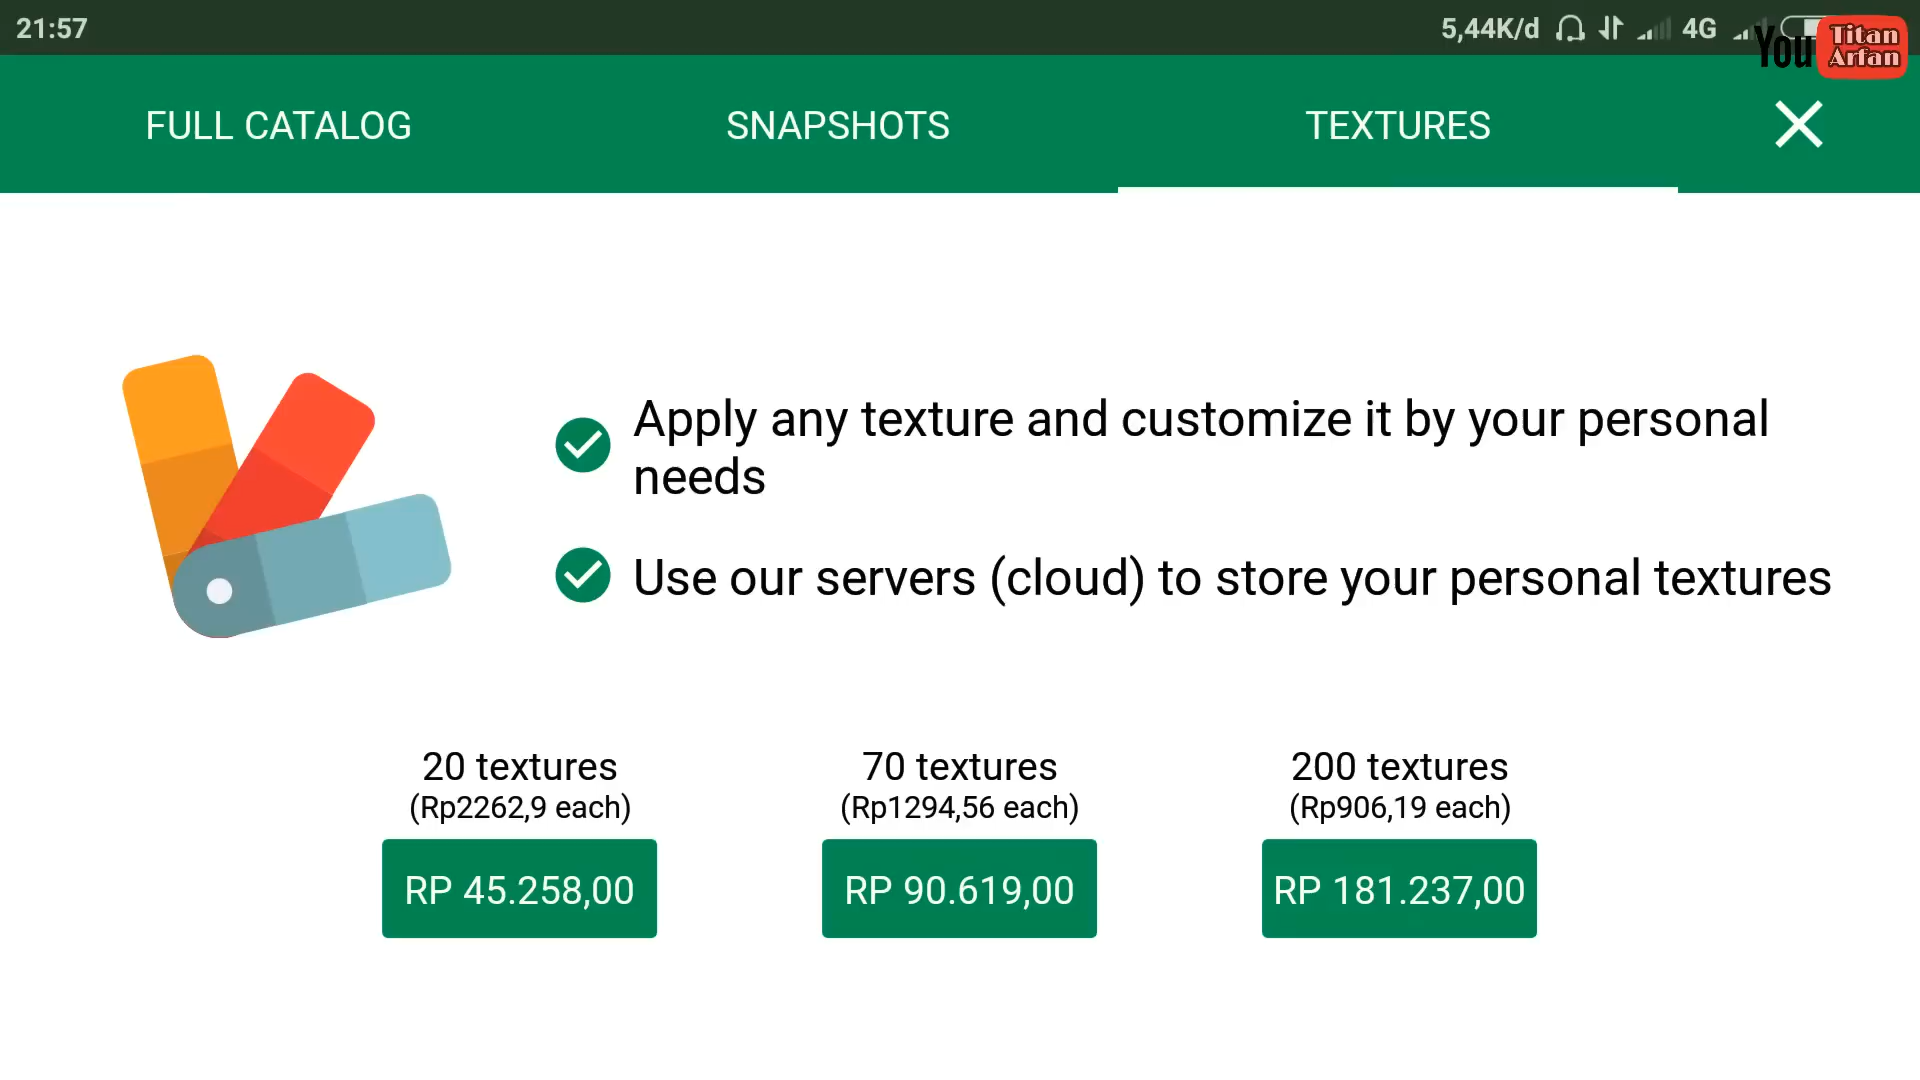 21:57
5,44K/d 4G
You Titan Arfan
FULL CATALOG
SNAPSHOTS
TEXTURES
Apply any texture and customize it by your personal
needs
Use our servers (cloud) to store your personal textures
20 textures
(Rp2262,9 each)
RP 45.258,00
70 textures
(Rp1294,56 each)
RP 90.619,00
200 textures
(Rp906,19 each)
RP 181.237,00